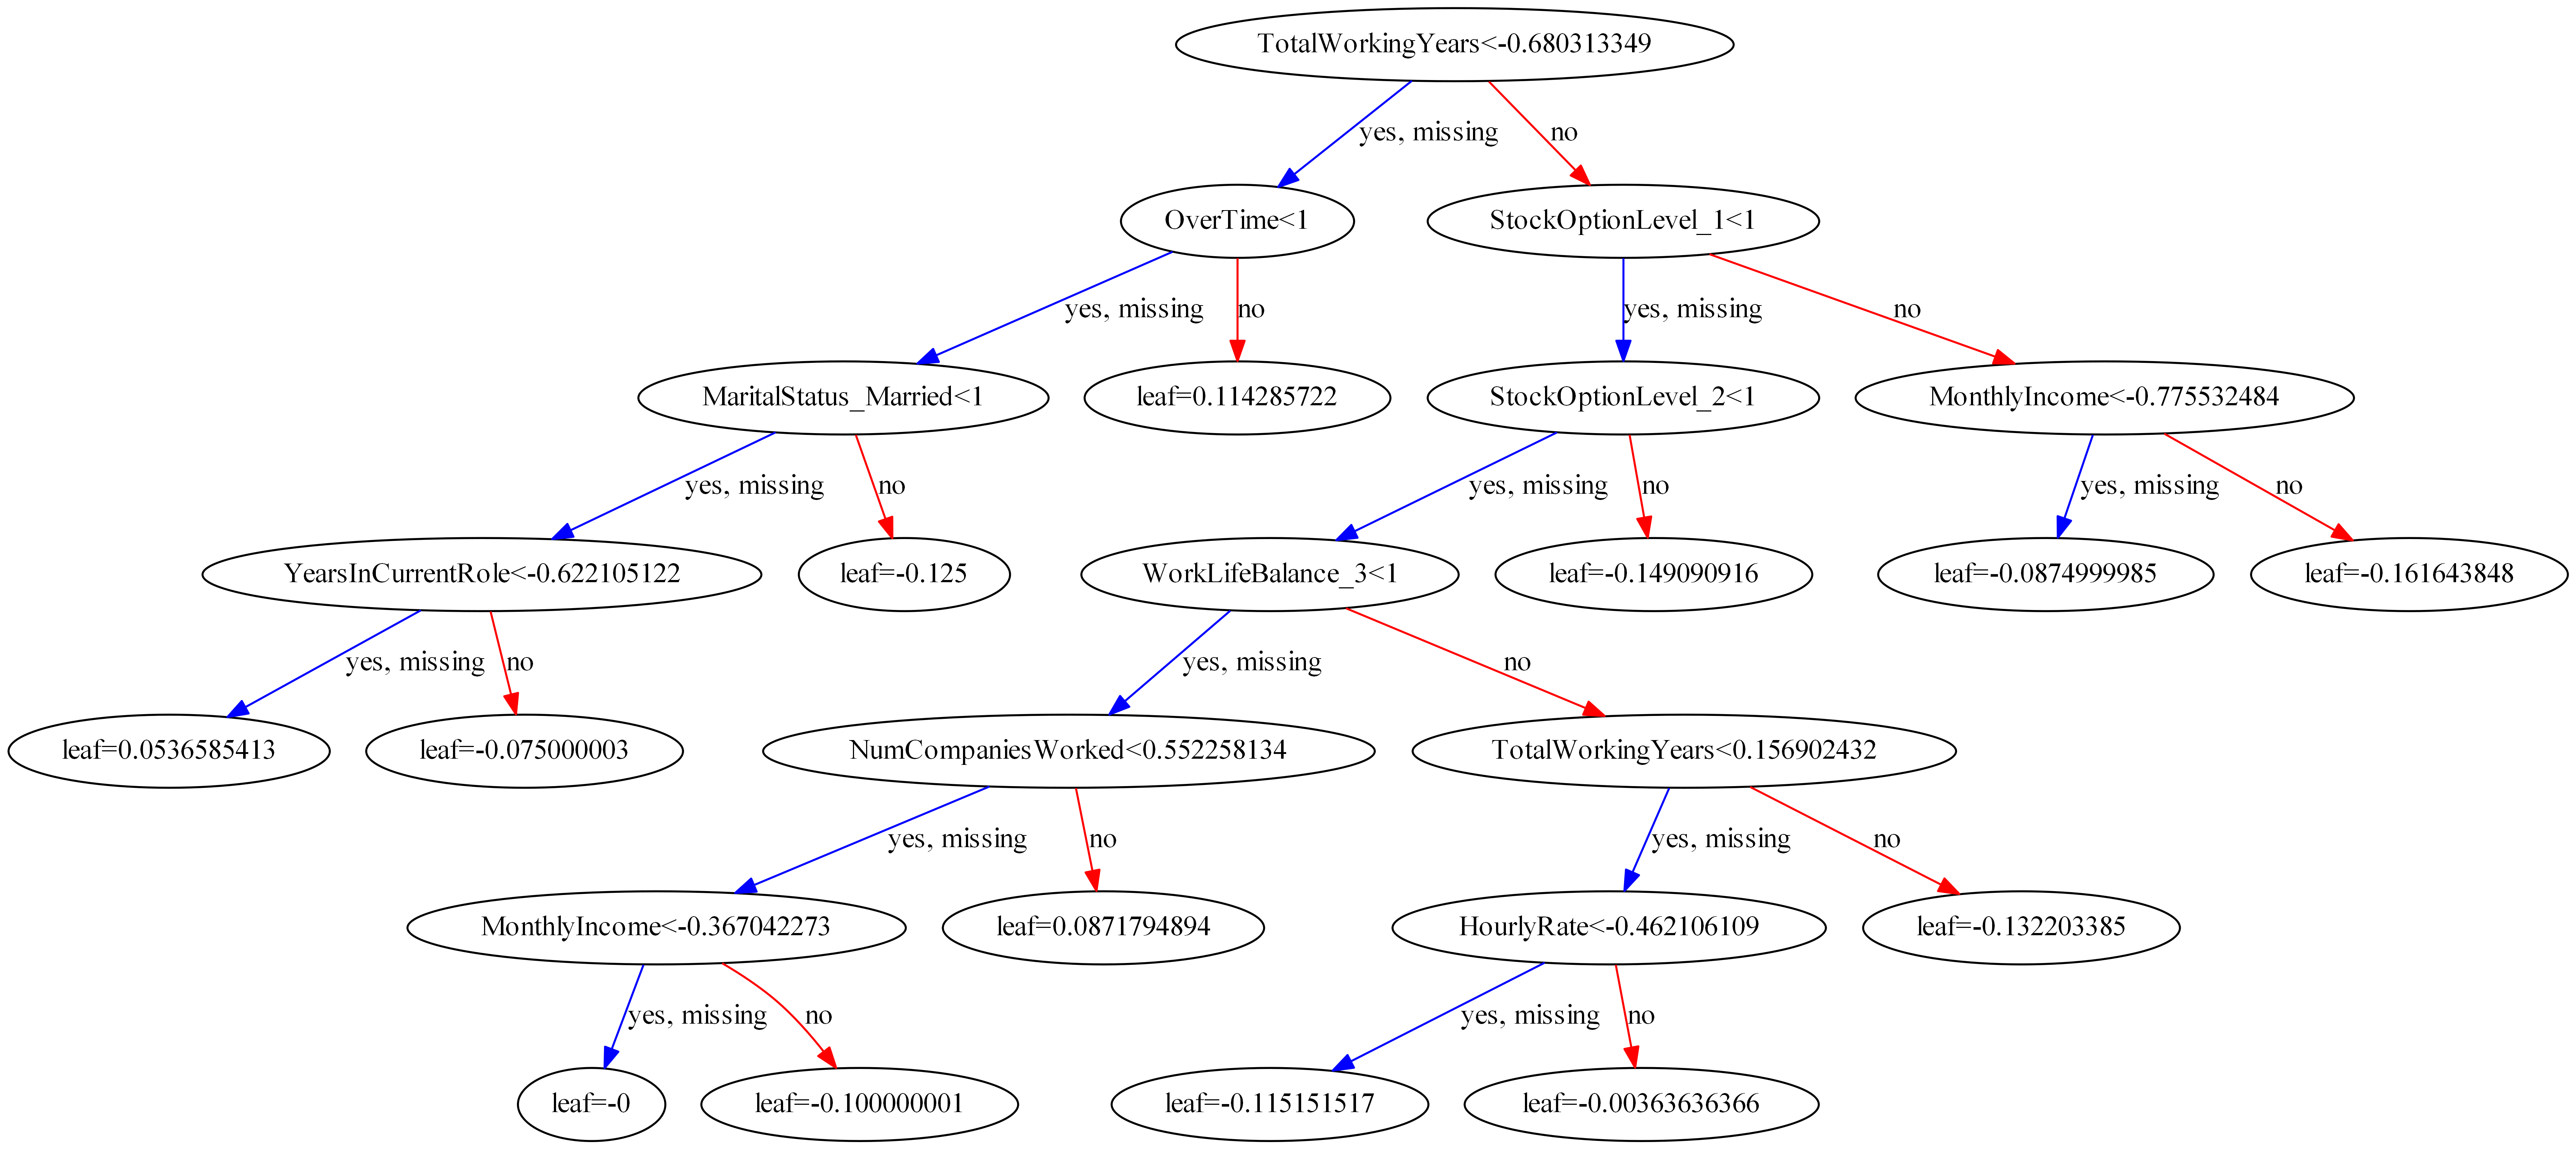 TotalWorkingYears<-0.680313349
yes, missing
no
OverTime<1
StockOptionLevel_1<1
yes, missing
no
yes, missing
no
MaritalStatus_Married<1
leaf=0.114285722
StockOptionLevel_2<1
MonthlyIncome<-0.775532484
yes, missing
no
yes, missing
no
yes, missing
no
YearsInCurrentRole<-0.622105122
leaf=-0.125
WorkLifeBalance_3<1
leaf=-0.149090916
leaf=-0.0874999985
leaf=-0.161643848
yes, missing
no
yes, missing
no
leaf=0.0536585413
leaf=-0.075000003
NumCompaniesWorked<0.552258134
TotalWorkingYears<0.156902432
yes, missing
no
yes, missing
no
MonthlyIncome<-0.367042273
leaf=0.0871794894
HourlyRate<-0.462106109
leaf=-0.132203385
yes, missing
no
yes, missing
no
leaf=-0
leaf=-0.100000001
leaf=-0.115151517
leaf=-0.00363636366